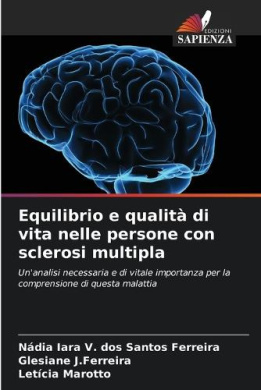 EDIZIONI
SAPIENZA
Equilibrio e qualità di
vita nelle persone con
sclerosi multipla
Un'analisi necessaria e di vitale importanza per la
comprensione di questa malattia
Nádia Iara V. dos Santos Ferreira
Glesiane J.Ferreira
Letícia Marotto